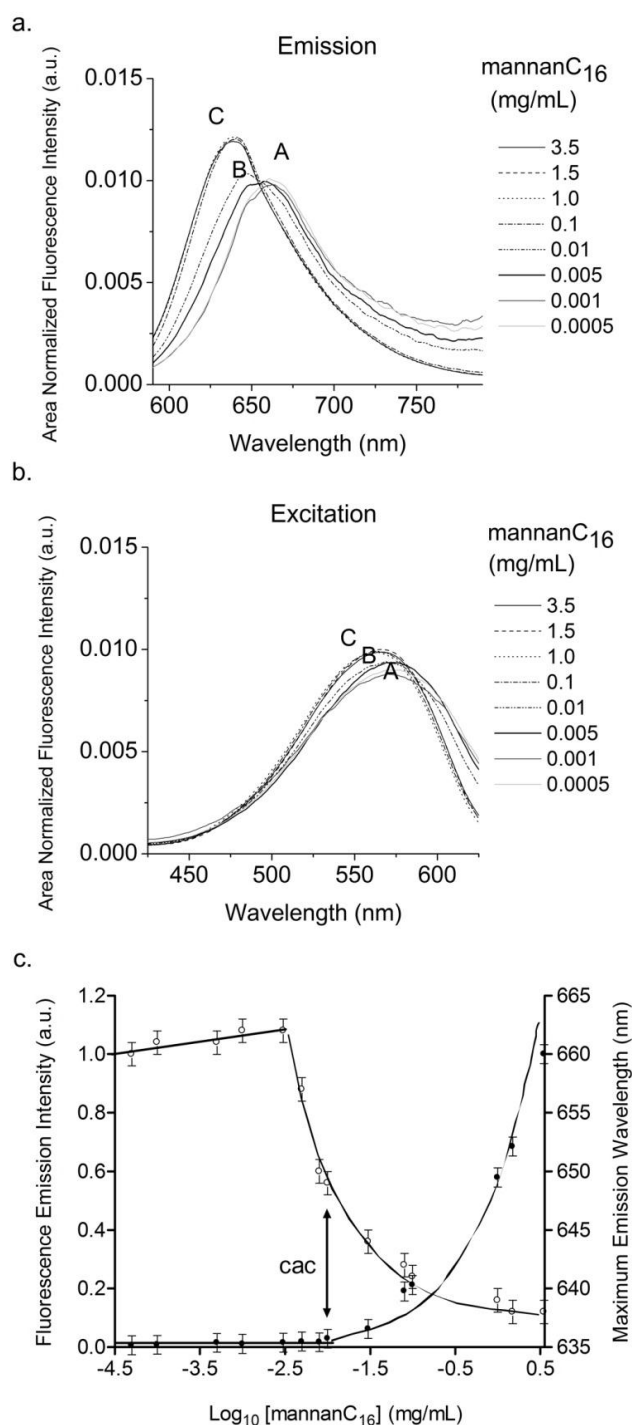 a.
Emission
mannanC16
(mg/mL)
Area Normalized Fluorescence Intensity (a.u.)
0.015
0.010
0.005
0.000
C
B
A
3.5
1.5
1.0
0.1
0.01
0.005
0.001
0.0005
600
650
700
750
Wavelength (nm)
b.
Excitation
mannanC16
(mg/mL)
Area Normalized Fluorescence Intensity (a.u.)
0.015
0.010
0.005
0.000
C
B
A
3.5
1.5
1.0
0.1
0.01
0.005
0.001
0.0005
450
500
550
600
Wavelength (nm)
c.
Fluorescence Emission Intensity (a.u.)
1.2
1.0
0.8
0.6
0.4
0.2
0.0
cac
665
660
655
650
645
640
635
Maximum Emission Wavelength (nm)
-4.5
-3.5
-2.5
-1.5
-0.5
0.5
Log10 [mannanC16] (mg/mL)